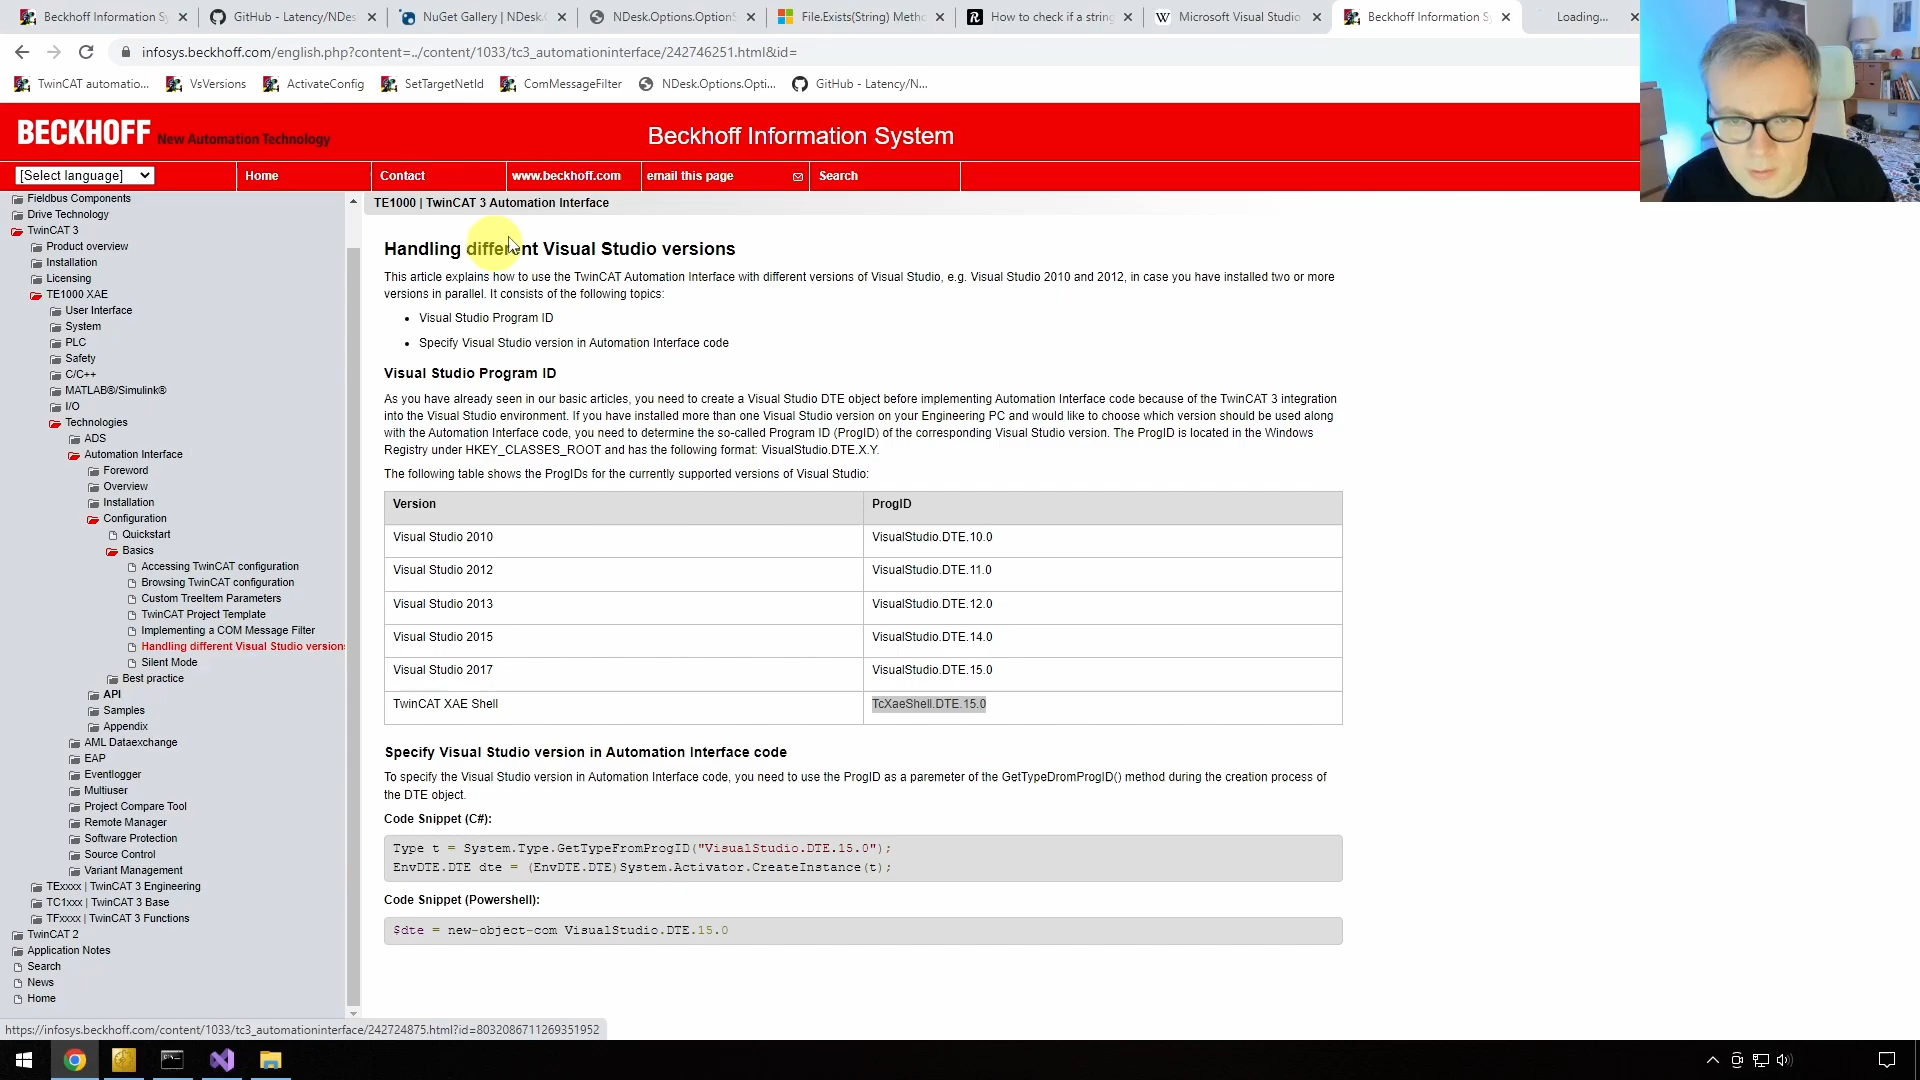 Beckhoff Information S
GitHub - Latency/NDes
NuGet Gallery | NDesk.
NDesk.Options.Option
File.Exists(String) Meth
How to check if a string
Microsoft Visual Studio
Beckhoff Information S
Loading...
infosys.beckhoff.com/english.php?content=../content/1033/tc3_automationinterface/242746251.html&id=
TwinCAT automatio...
VsVersions
ActivateConfig
SetTargetNetId
ComMessageFilter
NDesk.Options.Opti...
GitHub - Latency/N...
BECKHOFF New Automation Technology
Beckhoff Information System
[Select language]
Home
Contact
www.beckhoff.com
email this page
Search
Fieldbus Components
Drive Technology
TwinCAT 3
Product overview
Installation
Licensing
TE1000 XAE
User Interface
System
PLC
Safety
C/C++
MATLAB®/Simulink®
I/O
Technologies
ADS
Automation Interface
Foreword
Overview
Installation
Configuration
Quickstart
Basics
Accessing TwinCAT configuration
Browsing TwinCAT configuration
Custom TreeItem Parameters
TwinCAT Project Template
Implementing a COM Message Filter
Handling different Visual Studio version
Silent Mode
Best practice
API
Samples
Appendix
AML Dataexchange
EAP
Eventlogger
Multiuser
Project Compare Tool
Remote Manager
Software Protection
Source Control
Variant Management
TExxxx | TwinCAT 3 Engineering
TC1xxx | TwinCAT 3 Base
TFxxxx | TwinCAT 3 Functions
TwinCAT 2
Application Notes
Search
News
Home
TE1000 | TwinCAT 3 Automation Interface
Handling different Visual Studio versions
This article explains how to use the TwinCAT Automation Interface with different versions of Visual Studio, e.g. Visual Studio 2010 and 2012, in case you have installed two or more
versions in parallel. It consists of the following topics:
• Visual Studio Program ID
• Specify Visual Studio version in Automation Interface code
Visual Studio Program ID
As you have already seen in our basic articles, you need to create a Visual Studio DTE object before implementing Automation Interface code because of the TwinCAT 3 integration
into the Visual Studio environment. If you have installed more than one Visual Studio version on your Engineering PC and would like to choose which version should be used along
with the Automation Interface code, you need to determine the so-called Program ID (ProgID) of the corresponding Visual Studio version. The ProgID is located in the Windows
Registry under HKEY_CLASSES_ROOT and has the following format: VisualStudio.DTE.X.Y.
The following table shows the ProgIDs for the currently supported versions of Visual Studio:
Version ProgID
Visual Studio 2010 VisualStudio.DTE.10.0
Visual Studio 2012 VisualStudio.DTE.11.0
Visual Studio 2013 VisualStudio.DTE.12.0
Visual Studio 2015 VisualStudio.DTE.14.0
Visual Studio 2017 VisualStudio.DTE.15.0
TwinCAT XAE Shell TcXaeShell.DTE.15.0
Specify Visual Studio version in Automation Interface code
To specify the Visual Studio version in Automation Interface code, you need to use the ProgID as a paremeter of the GetTypeDromProgID() method during the creation process of
the DTE object.
Code Snippet (C#):
Type t = System.Type.GetTypeFromProgID("VisualStudio.DTE.15.0");
EnvDTE.DTE dte = (EnvDTE.DTE)System.Activator.CreateInstance(t);
Code Snippet (Powershell):
$dte = new-object-com VisualStudio.DTE.15.0
https://infosys.beckhoff.com/content/1033/tc3_automationinterface/242724875.html?id=8032086711269351952